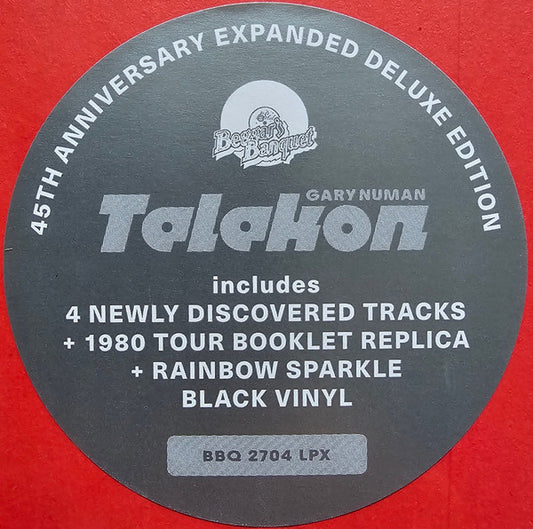 45TH ANNIVERSARY EXPANDED DELUXE EDITION
Beggar's
Banquet
GARY NUMAN
Telekon
includes
4 NEWLY DISCOVERED TRACKS
+ 1980 TOUR BOOKLET REPLICA
+ RAINBOW SPARKLE
BLACK VINYL
BBQ 2704 LPX